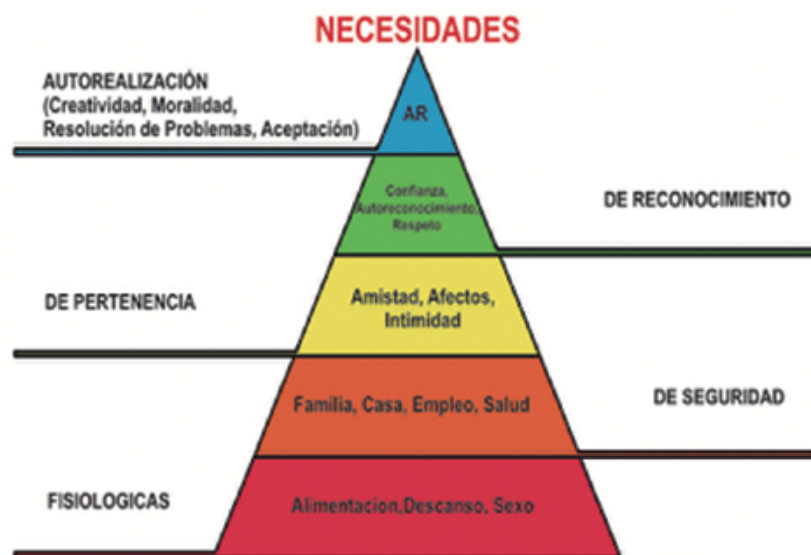 NECESIDADES
AUTOREALIZACIÓN
(Creatividad, Moralidad,
Resolución de Problemas, Aceptación)
AR
Confianza,
Autoreconocimiento,
Respeto
DE RECONOCIMIENTO
DE PERTENENCIA
Amistad, Afectos,
Intimidad
Familia, Casa, Empleo, Salud
DE SEGURIDAD
FISIOLOGICAS
Alimentacion,Descanso, Sexo